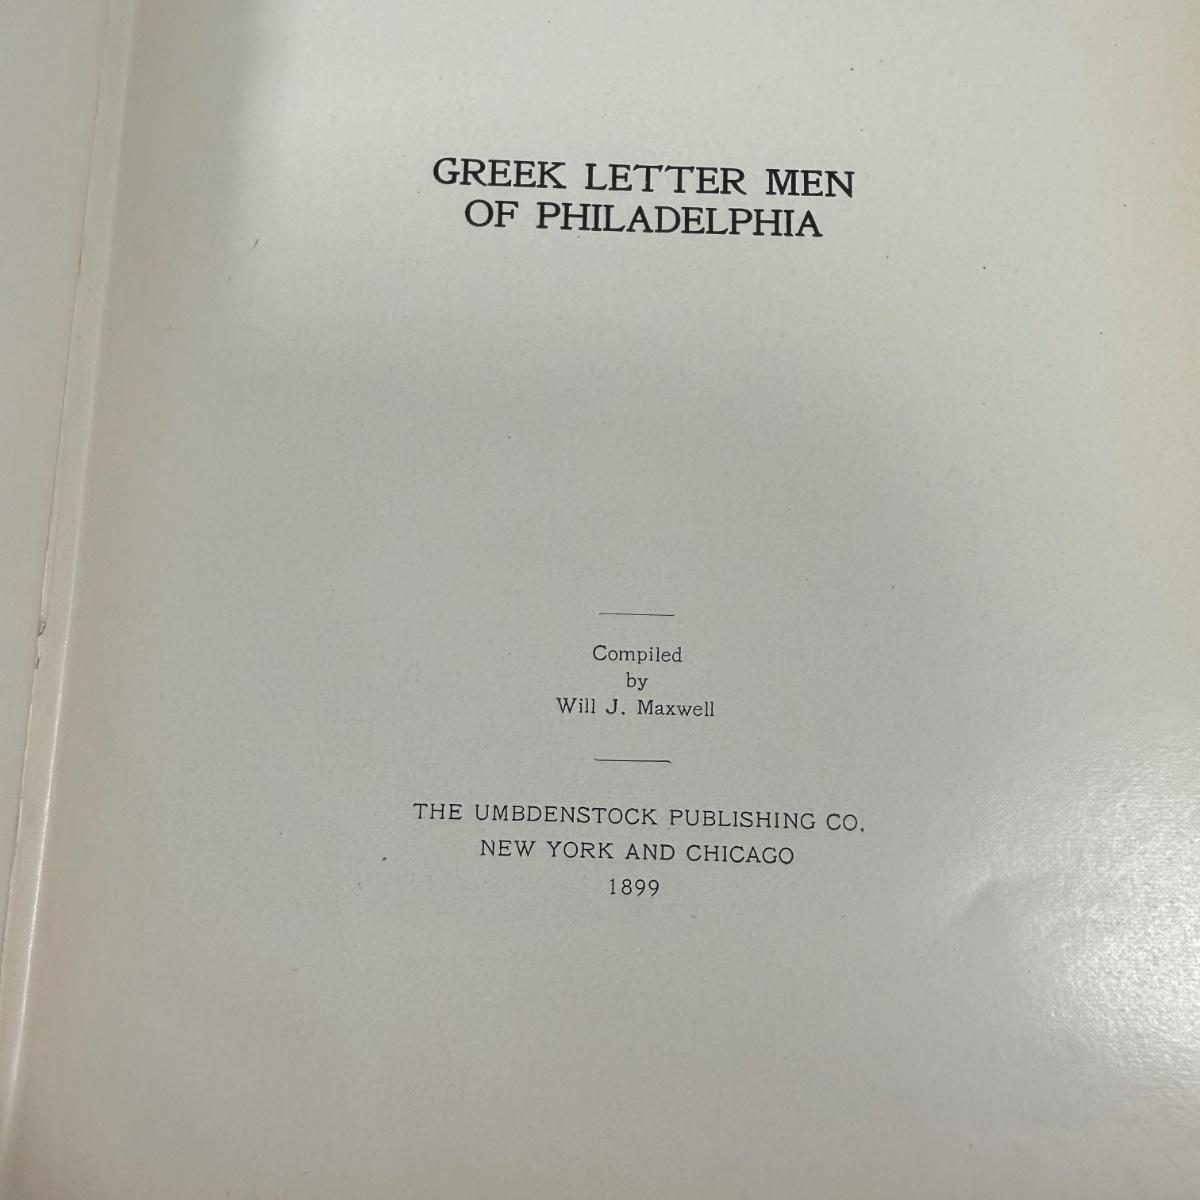 GREEK LETTER MEN
OF PHILADELPHIA
Compiled
by
Will J. Maxwell
THE UMBDENSTOCK PUBLISHING CO.
NEW YORK AND CHICAGO
1899